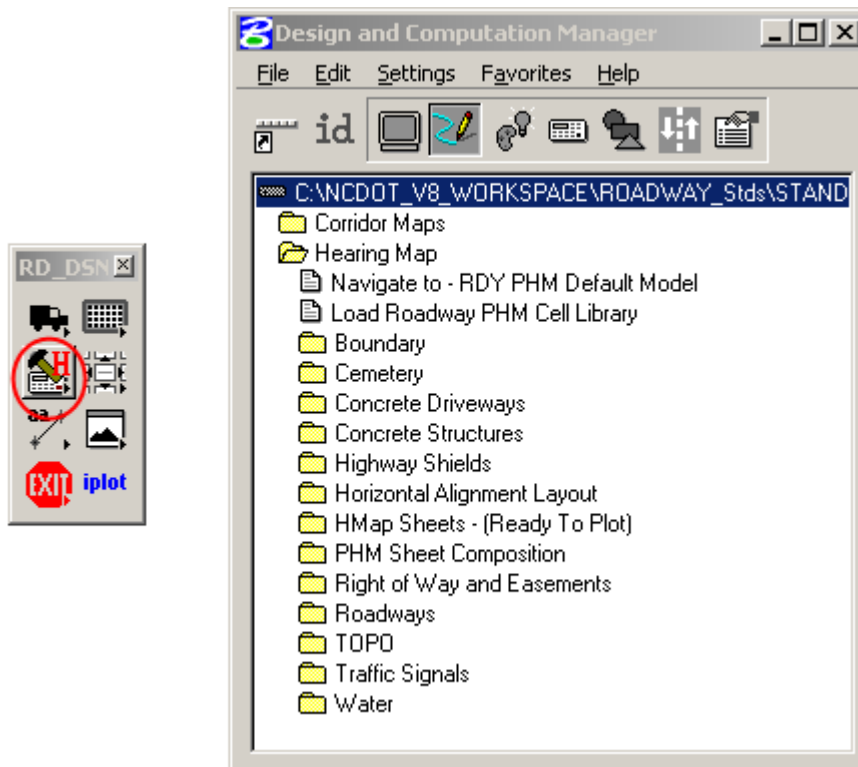 Design and Computation Manager
File Edit Settings Favorites Help
id
C:\NCDOT_V8_WORKSPACE\ROADWAY_Stds\STAND
Corridor Maps
Hearing Map
Navigate to - RDY PHM Default Model
Load Roadway PHM Cell Library
Boundary
Cemetery
Concrete Driveways
Concrete Structures
Highway Shields
Horizontal Alignment Layout
HMap Sheets - (Ready To Plot)
PHM Sheet Composition
Right of Way and Easements
Roadways
TOPO
Traffic Signals
Water
RD_DSN
H
aa
EXIT iplot